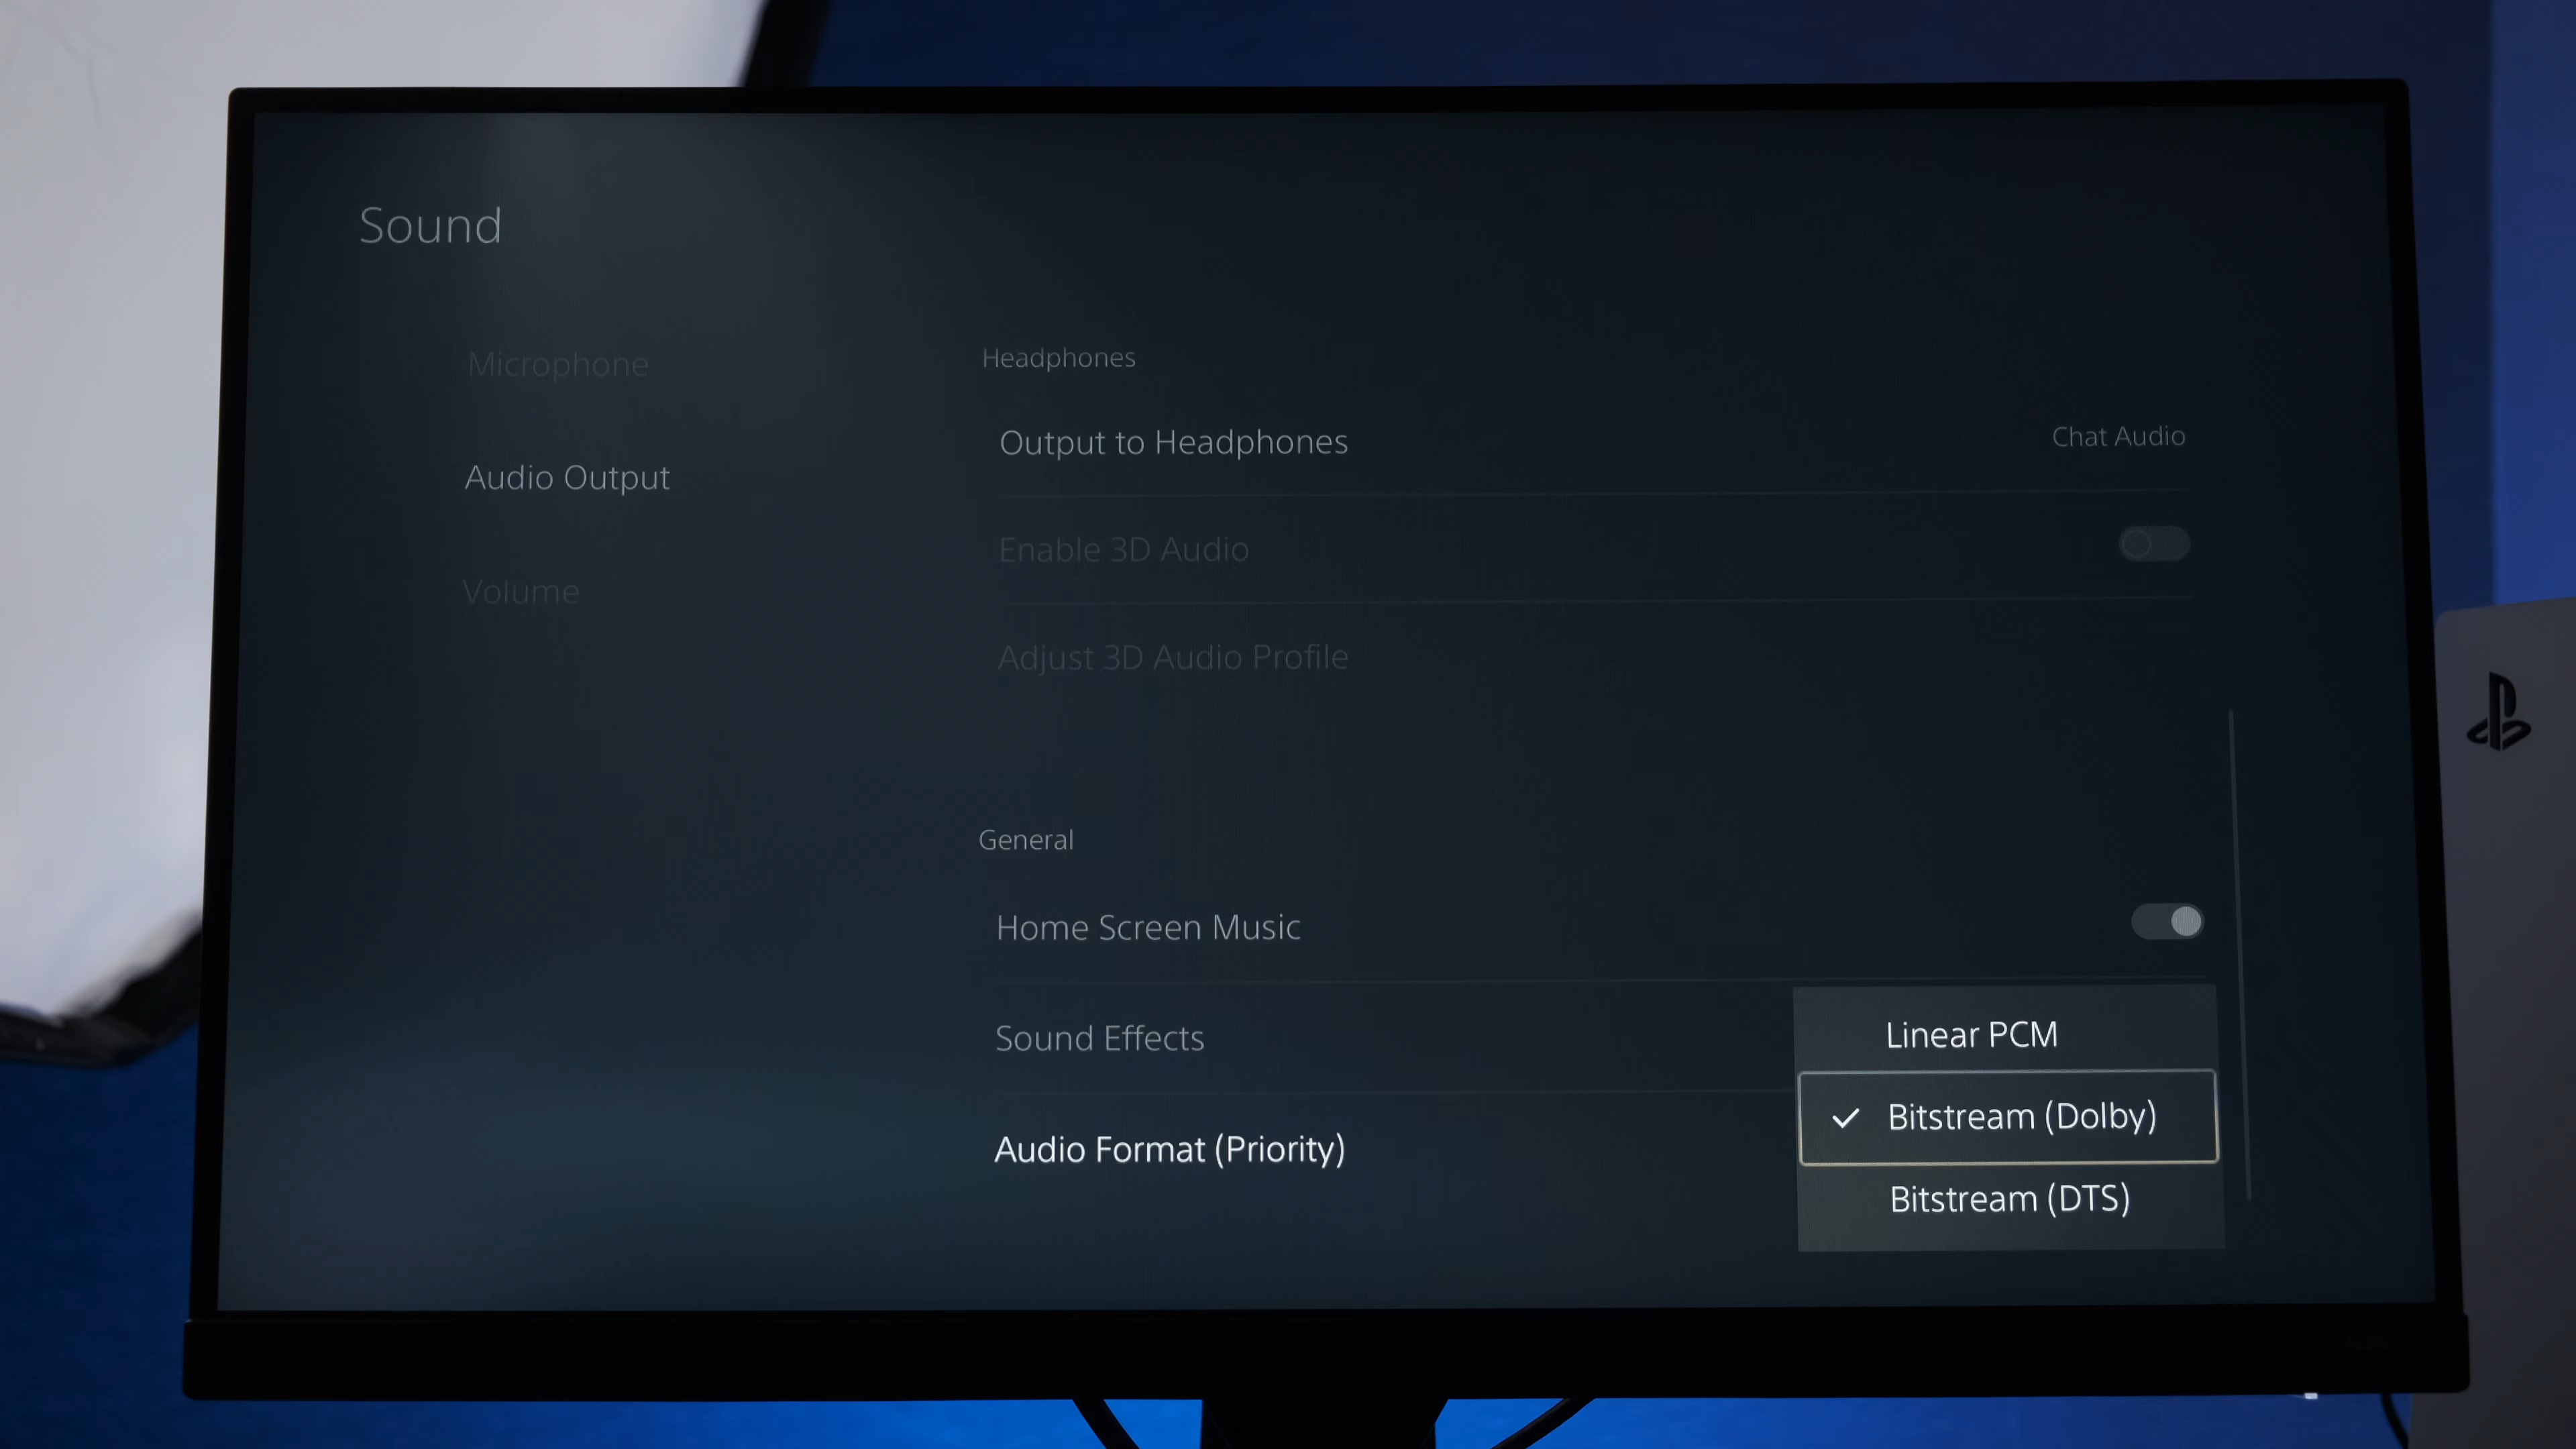 Sound
Microphone
Audio Output
Volume
Headphones
Output to Headphones
Chat Audio
Enable 3D Audio
Adjust 3D Audio Profile
General
Home Screen Music
Sound Effects
Audio Format (Priority)
Linear PCM
Bitstream (Dolby)
Bitstream (DTS)